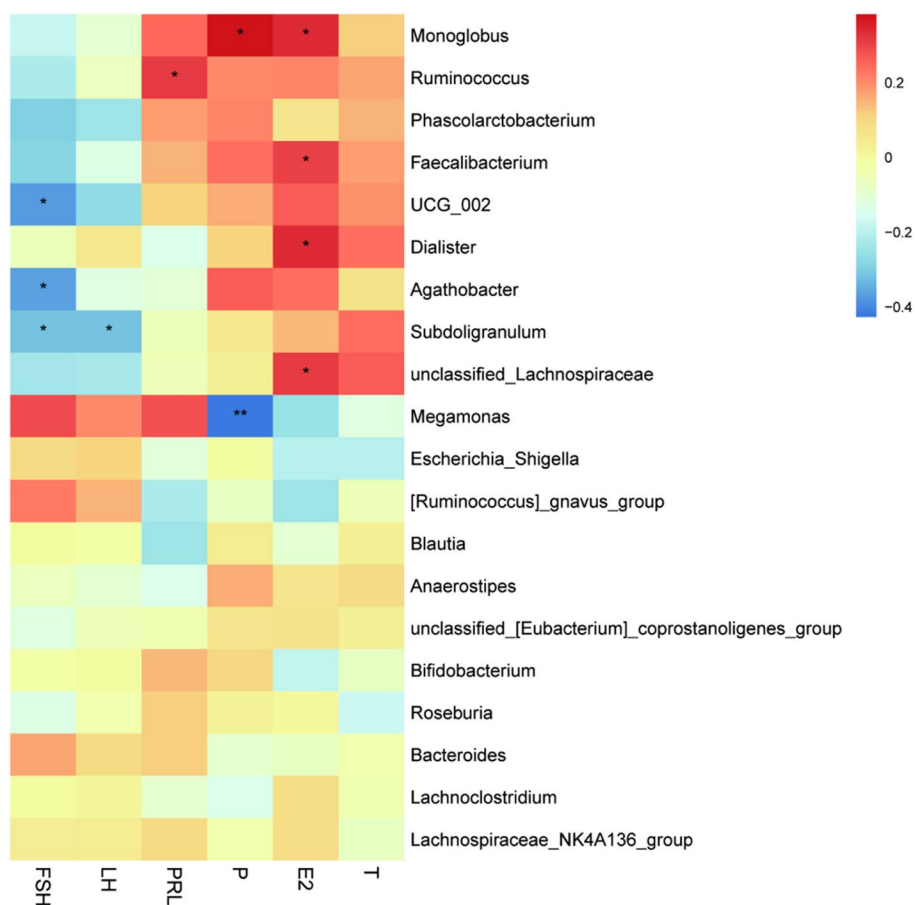 * * Monoglobus
* Ruminococcus
Phascolarctobacterium
* Faecalibacterium
* UCG_002
* Dialister
* Agathobacter
* * Subdoligranulum
* unclassified_Lachnospiraceae
** Megamonas
Escherichia_Shigella
[Ruminococcus]_gnavus_group
Blautia
Anaerostipes
unclassified_[Eubacterium]_coprostanoligenes_group
Bifidobacterium
Roseburia
Bacteroides
Lachnoclostridium
Lachnospiraceae_NK4A136_group
FSH
LH
PRL
P
E2
T
0.2
0
−0.2
−0.4